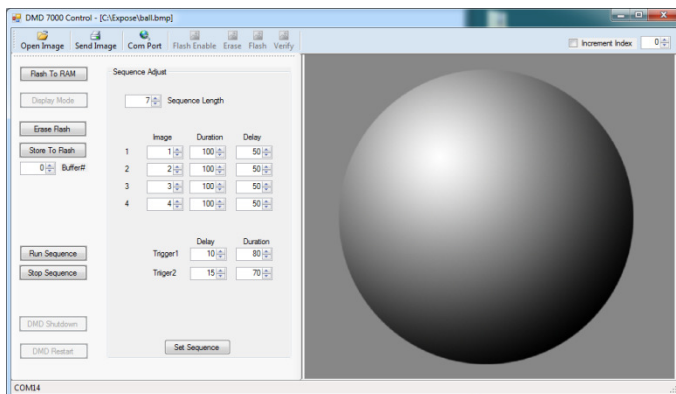 DMD 7000 Control - [C:\Expose\ball.bmp]
Open Image Send Image Com Port Flash Enable Erase Flash Verify
Increment Index 0
Flash To RAM
Display Mode
Erase Flash
Store To Flash
0 Buffer#
Run Sequence
Stop Sequence
DMD Shutdown
DMD Restart
Sequence Adjust
7 Sequence Length
Image Duration Delay
1 1 100 50
2 2 100 50
3 3 100 50
4 4 100 50
Delay Duration
Trigger1 10 80
Triger2 15 70
Set Sequence
COM14